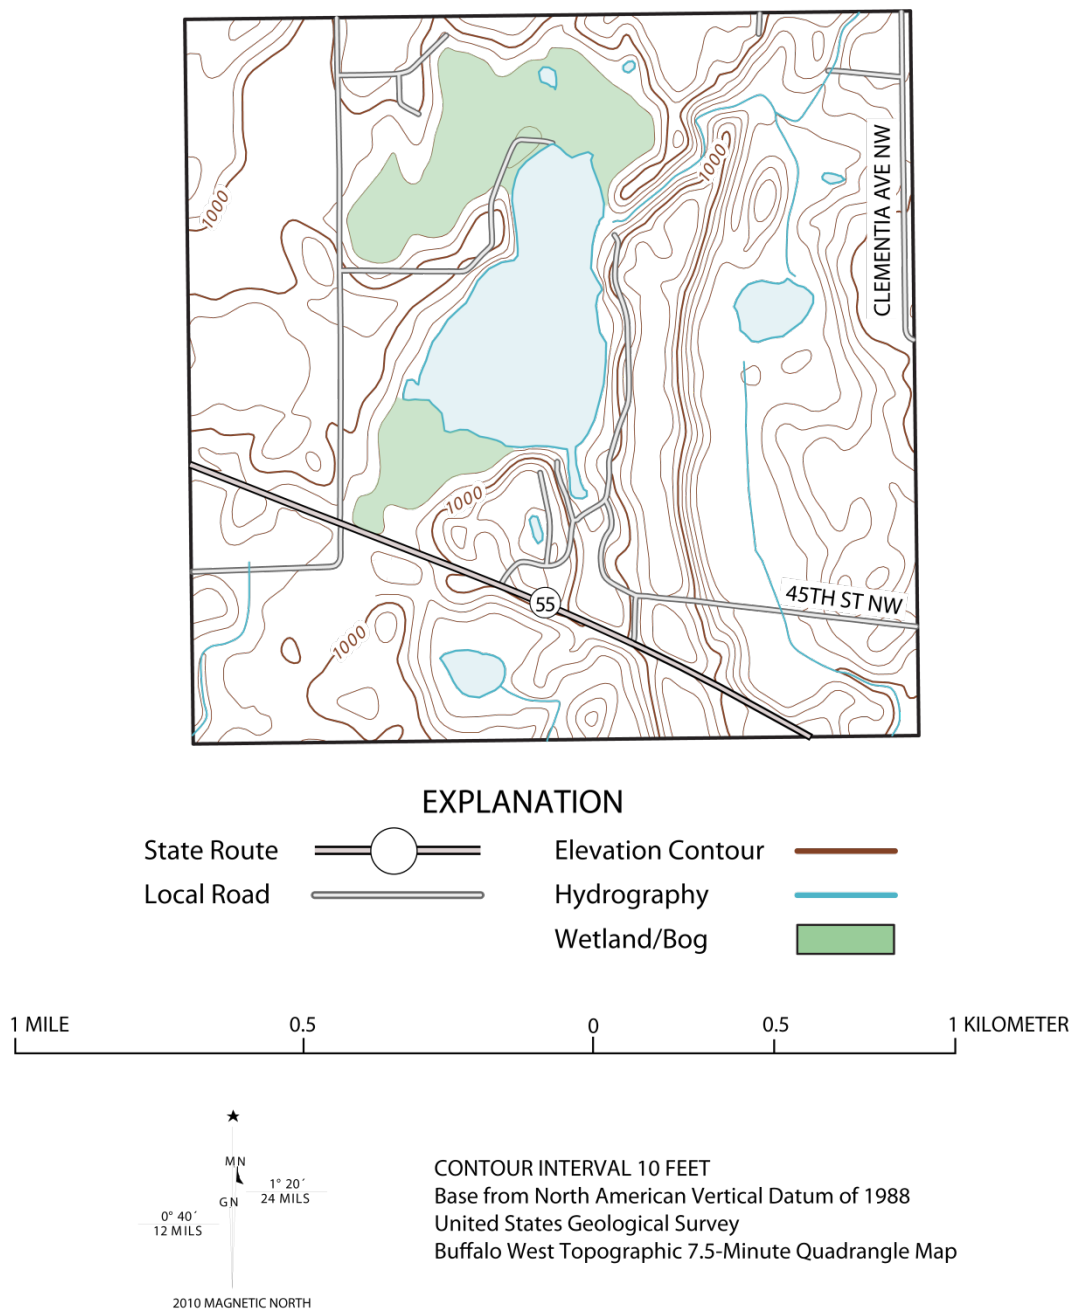 1000
1000
CLEMENTIA AVE NW
1000
45TH ST NW
55
1000
EXPLANATION
State Route
Local Road
Elevation Contour
Hydrography
Wetland/Bog
1 MILE 0.5 0 0.5 1 KILOMETER
MN
GN
1° 20´
24 MILS
0° 40´
12 MILS
2010 MAGNETIC NORTH
CONTOUR INTERVAL 10 FEET
Base from North American Vertical Datum of 1988
United States Geological Survey
Buffalo West Topographic 7.5-Minute Quadrangle Map